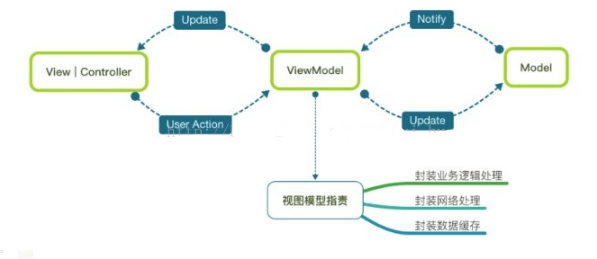 Update
Notify
View | Controller
ViewModel
Model
User Action
Update
视图模型指责
封装业务逻辑处理
封装网络处理
封装数据缓存